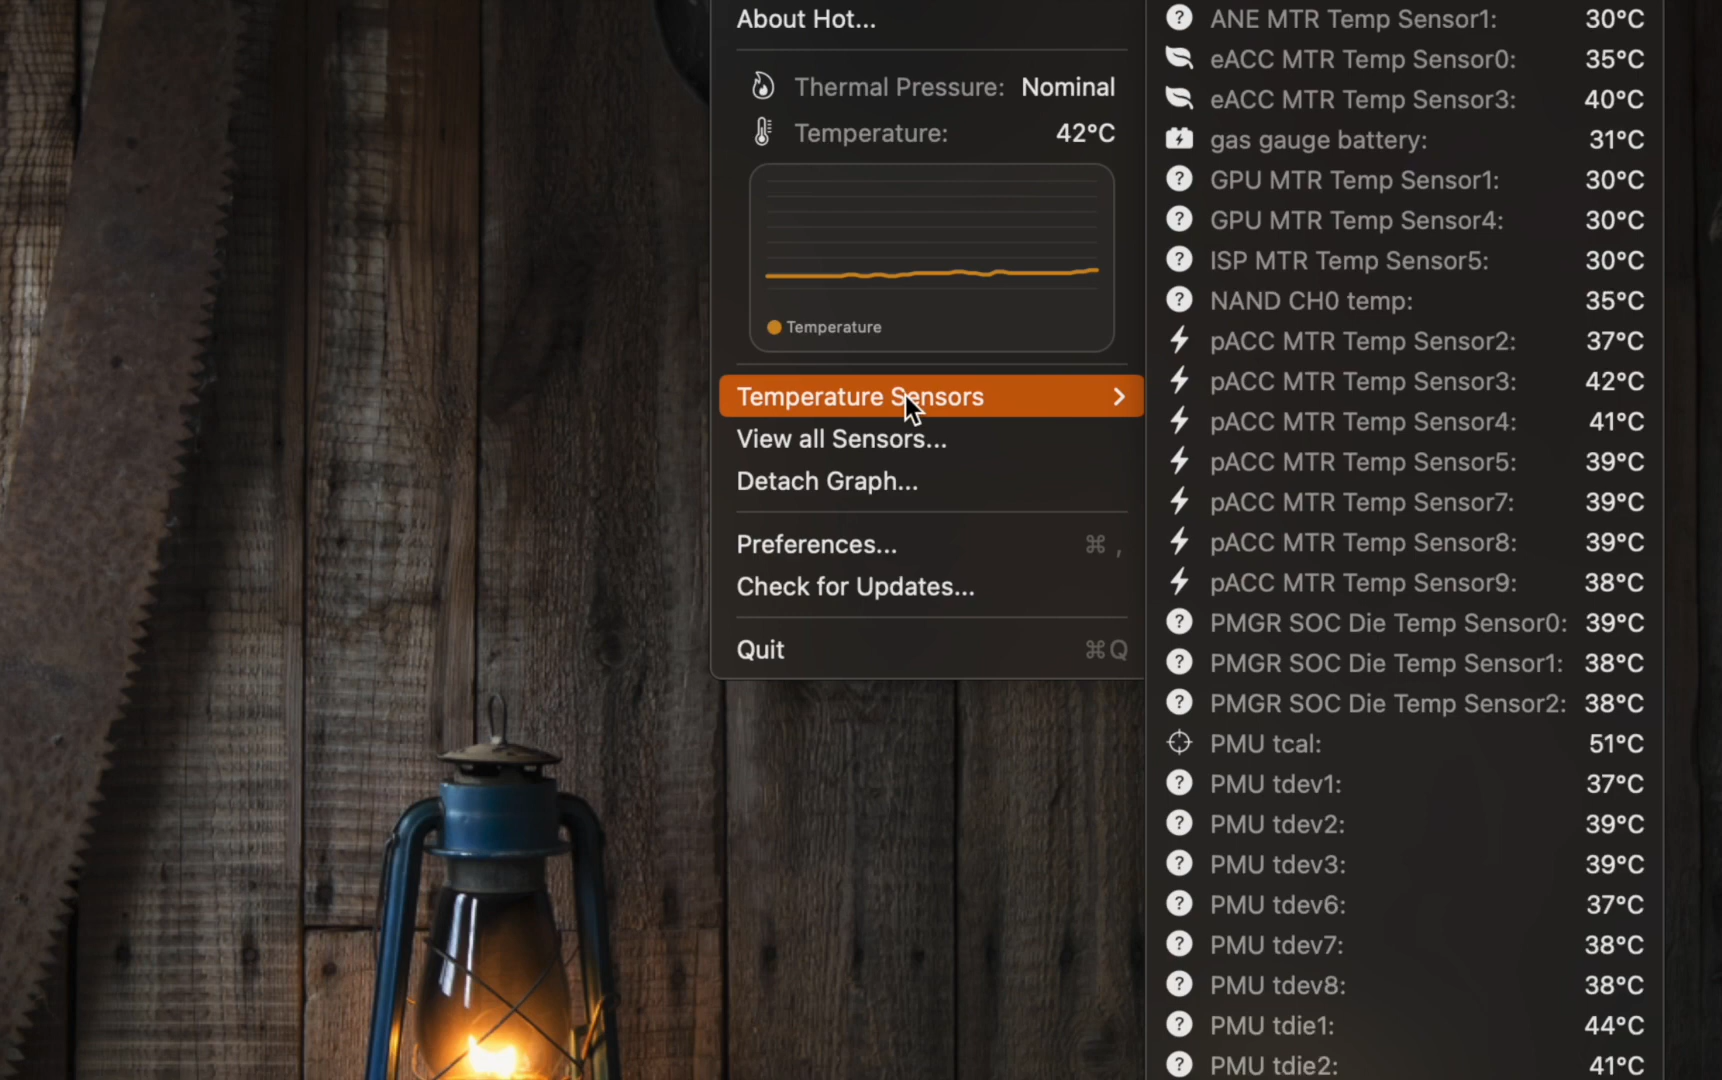 About Hot...
Thermal Pressure: Nominal
Temperature: 42°C
Temperature
Temperature Sensors
View all Sensors...
Detach Graph...
Preferences... ⌘ ,
Check for Updates...
Quit ⌘Q
ANE MTR Temp Sensor1: 30°C
eACC MTR Temp Sensor0: 35°C
eACC MTR Temp Sensor3: 40°C
gas gauge battery: 31°C
GPU MTR Temp Sensor1: 30°C
GPU MTR Temp Sensor4: 30°C
ISP MTR Temp Sensor5: 30°C
NAND CH0 temp: 35°C
pACC MTR Temp Sensor2: 37°C
pACC MTR Temp Sensor3: 42°C
pACC MTR Temp Sensor4: 41°C
pACC MTR Temp Sensor5: 39°C
pACC MTR Temp Sensor7: 39°C
pACC MTR Temp Sensor8: 39°C
pACC MTR Temp Sensor9: 38°C
PMGR SOC Die Temp Sensor0: 39°C
PMGR SOC Die Temp Sensor1: 38°C
PMGR SOC Die Temp Sensor2: 38°C
PMU tcal: 51°C
PMU tdev1: 37°C
PMU tdev2: 39°C
PMU tdev3: 39°C
PMU tdev6: 37°C
PMU tdev7: 38°C
PMU tdev8: 38°C
PMU tdie1: 44°C
PMU tdie2: 41°C